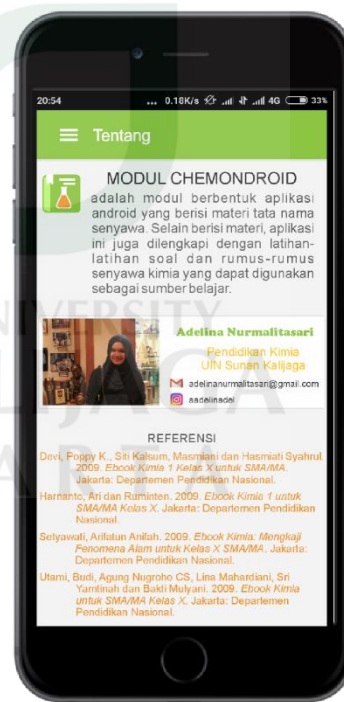 20:54
... 0.18K/s 4G 33%
Tentang
MODUL CHEMONDROID
adalah modul berbentuk aplikasi
android yang berisi materi tata nama
senyawa. Selain berisi materi, aplikasi
ini juga dilengkapi dengan latihan-
latihan soal dan rumus-rumus
senyawa kimia yang dapat digunakan
sebagai sumber belajar.
Adelina Nurmalitasari
Pendidikan Kimia
UIN Sunan Kalijaga
adelinanurmalitasari@gmail.com
aadelinadel
REFERENSI
Devi, Poppy K., Siti Kalsum, Masmiani dan Hasmiati Syahrul.
2009. Ebook Kimia 1 Kelas X untuk SMA/MA.
Jakarta: Departemen Pendidikan Nasional.
Harnanto, Ari dan Ruminten. 2009. Ebook Kimia 1 untuk
SMA/MA Kelas X. Jakarta: Departemen Pendidikan
Nasional.
Setyawati, Arifatun Anifah. 2009. Ebook Kimia: Mengkaji
Fenomena Alam untuk Kelas X SMA/MA. Jakarta:
Departemen Pendidikan Nasional.
Utami, Budi, Agung Nugroho CS, Lina Mahardiani, Sri
Yamtinah dan Bakti Mulyani. 2009. Ebook Kimia
untuk SMA/MA Kelas X. Jakarta: Departemen
Pendidikan Nasional.